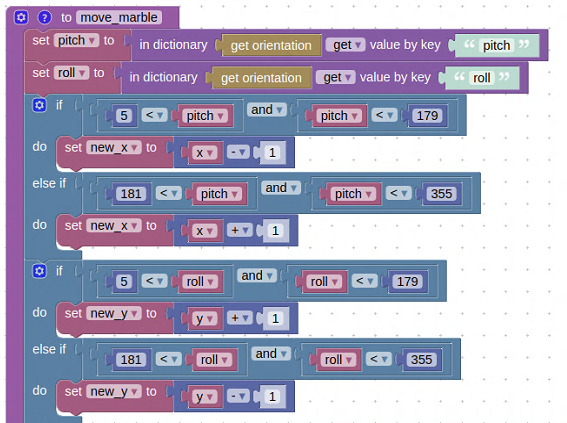 ? to move_marble
set pitch ▾ to in dictionary get orientation get ▾ value by key “ pitch ”
set roll ▾ to in dictionary get orientation get ▾ value by key “ roll ”
if 5 < ▾ pitch ▾ and ▾ pitch ▾ < ▾ 179
do set new_x ▾ to x ▾ - ▾ 1
else if 181 < ▾ pitch ▾ and ▾ pitch ▾ < ▾ 355
do set new_x ▾ to x ▾ + ▾ 1
if 5 < ▾ roll ▾ and ▾ roll ▾ < ▾ 179
do set new_y ▾ to y ▾ + ▾ 1
else if 181 < ▾ roll ▾ and ▾ roll ▾ < ▾ 355
do set new_y ▾ to y ▾ - ▾ 1